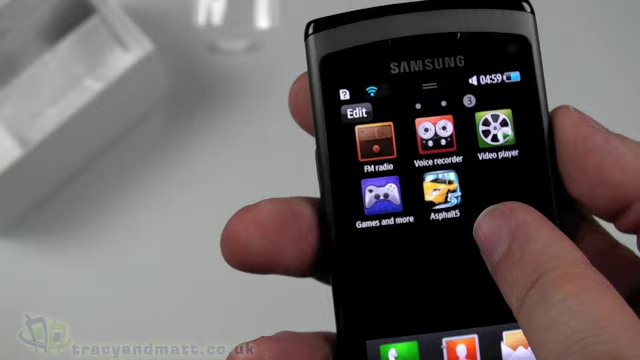 SAMSUNG
04:59
3
Edit
FM radio
Voice recorder
Video player
Games and more
Asphalt5
tracyandmatt.co.uk